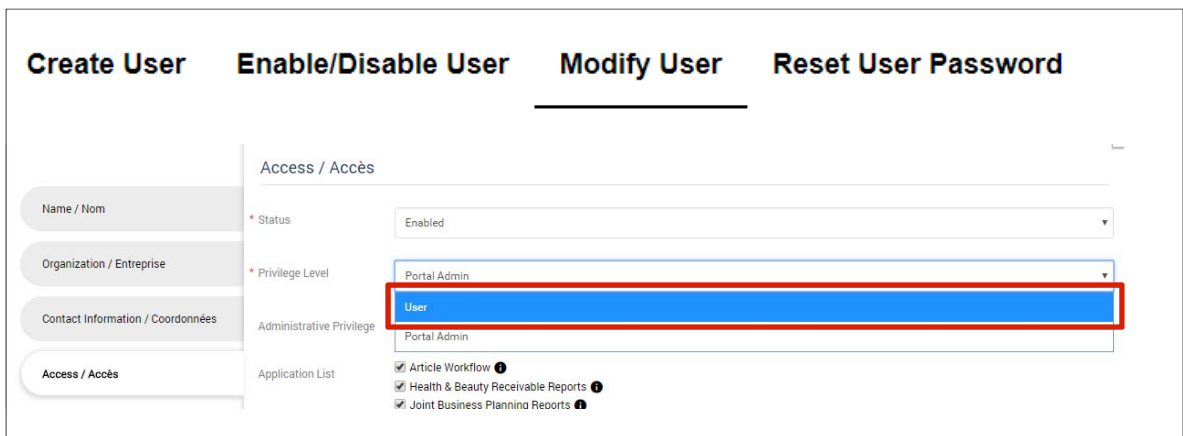 Create User Enable/Disable User Modify User Reset User Password
Access / Accès
Name / Nom
* Status
Enabled
Organization / Entreprise
* Privilege Level
Portal Admin
User
Contact Information / Coordonnées
Administrative Privilege
Portal Admin
Access / Accès
Application List
Article Workflow
Health & Beauty Receivable Reports
Joint Business Planning Reports